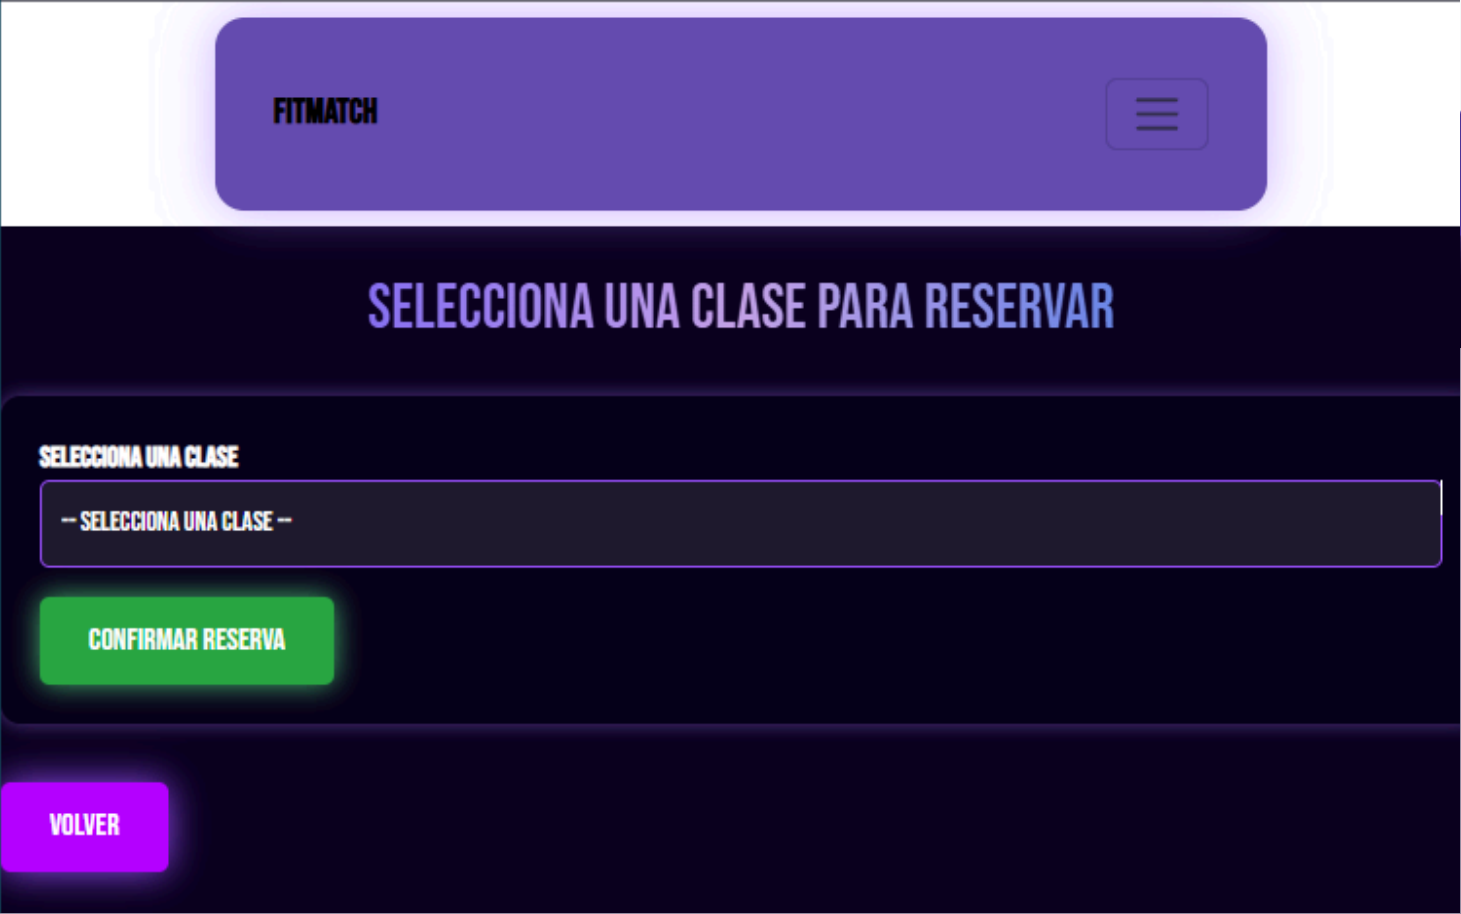 FITMATCH
SELECCIONA UNA CLASE PARA RESERVAR
SELECCIONA UNA CLASE
-- SELECCIONA UNA CLASE --
CONFIRMAR RESERVA
VOLVER